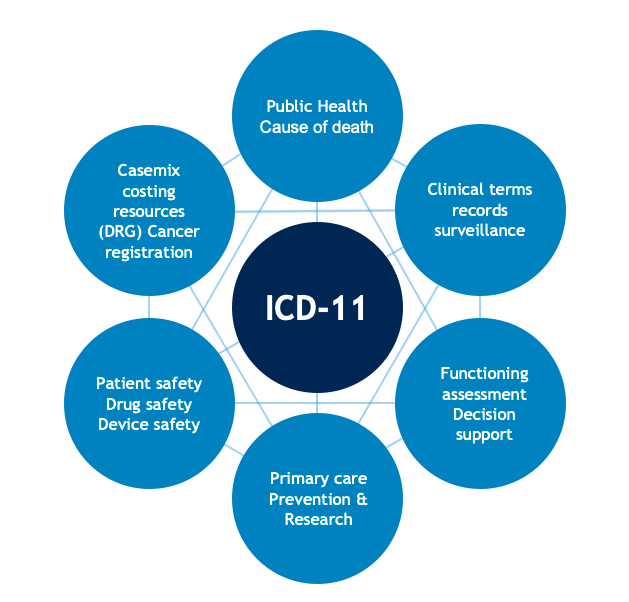 Public Health
Cause of death
Casemix
costing
resources
(DRG) Cancer
registration
Clinical terms
records
surveillance
ICD-11
Patient safety
Drug safety
Device safety
Functioning
assessment
Decision
support
Primary care
Prevention &
Research